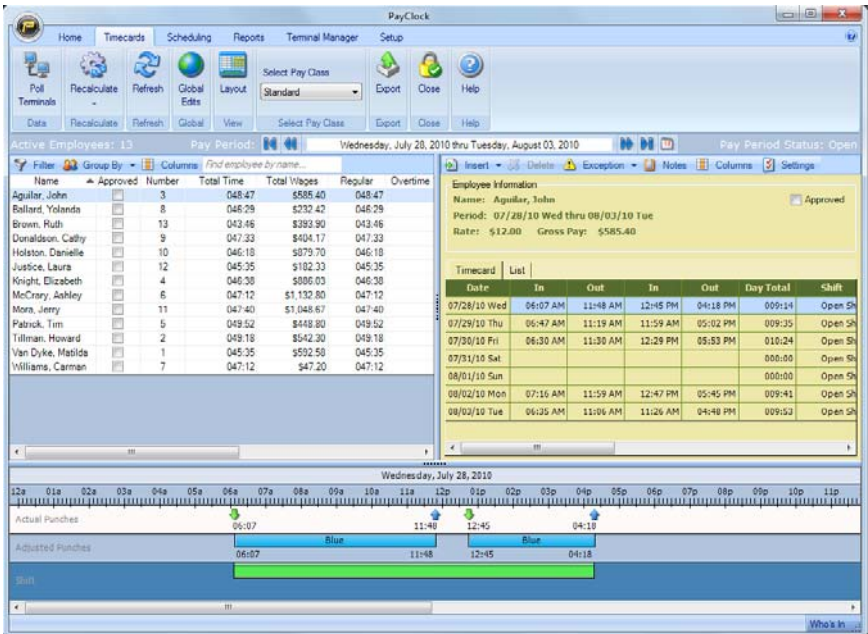 PayClock
Home Timecards Scheduling Reports Terminal Manager Setup
Poll Terminals
Recalculate
Refresh
Global Edits
Layout
Select Pay Class
Standard
Export
Close
Help
Data Recalculate Refresh Global View Select Pay Class Export Close Help
Active Employees: 13 Pay Period: Wednesday, July 28, 2010 thru Tuesday, August 03, 2010 Pay Period Status: Open
Filter Group By Columns Find employee by name...
Name Approved Number Total Time Total Wages Regular Overtime
Aguilar, John 3 048:47 $585.40 048:47
Ballard, Yolanda 8 046:29 $232.42 046:29
Brown, Ruth 13 043:46 $393.90 043:46
Donaldson, Cathy 9 047:33 $404.17 047:33
Holston, Danielle 10 046:18 $879.70 046:18
Justice, Laura 12 045:35 $182.33 045:35
Knight, Elizabeth 4 046:38 $886.03 046:38
McCrary, Ashley 6 047:12 $1,132.80 047:12
Mora, Jerry 11 047:40 $1,048.67 047:40
Patrick, Tim 5 049:52 $448.80 049:52
Tillman, Howard 2 049:18 $542.30 049:18
Van Dyke, Matilda 1 045:35 $592.58 045:35
Williams, Carman 7 047:12 $47.20 047:12
Insert Delete Exception Notes Columns Settings
Employee Information
Name: Aguilar, John Approved
Period: 07/28/10 Wed thru 08/03/10 Tue
Rate: $12.00 Gross Pay: $585.40
Timecard List
Date In Out In Out Day Total Shift
07/28/10 Wed 06:07 AM 11:48 AM 12:45 PM 04:18 PM 009:14 Open Sh
07/29/10 Thu 06:47 AM 11:19 AM 11:59 AM 05:02 PM 009:35 Open Sh
07/30/10 Fri 06:30 AM 11:30 AM 12:29 PM 05:53 PM 010:24 Open Sh
07/31/10 Sat 000:00 Open Sh
08/01/10 Sun 000:00 Open Sh
08/02/10 Mon 07:16 AM 11:59 AM 12:47 PM 05:45 PM 009:41 Open Sh
08/03/10 Tue 06:35 AM 11:06 AM 11:26 AM 04:48 PM 009:53 Open Sh
Wednesday, July 28, 2010
12a 01a 02a 03a 04a 05a 06a 07a 08a 09a 10a 11a 12p 01p 02p 03p 04p 05p 06p 07p 08p 09p 10p 11p
Actual Punches
06:07 11:48 12:45 04:18
Blue Blue
Adjusted Punches
06:07 11:48 12:45 04:18
Shift
Who's In